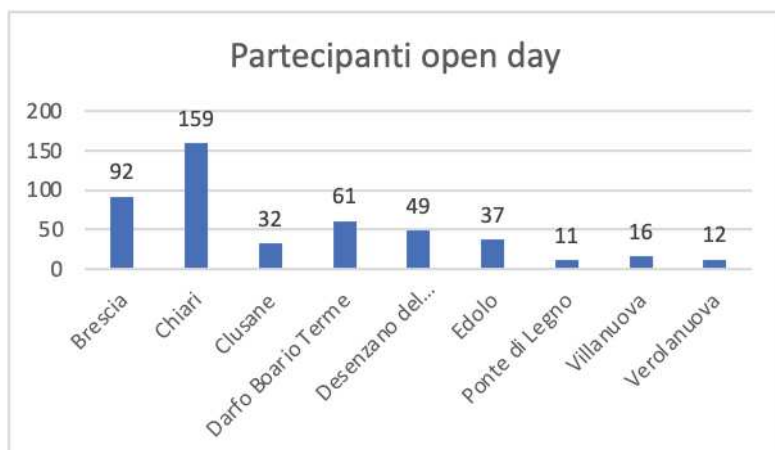 Partecipanti open day
200
150
100
50
0
92
159
32
61
49
37
11
16
12
Brescia
Chiari
Clusane
Darfo Boario Terme
Desenzano del...
Edolo
Ponte di Legno
Villanuova
Verolanuova